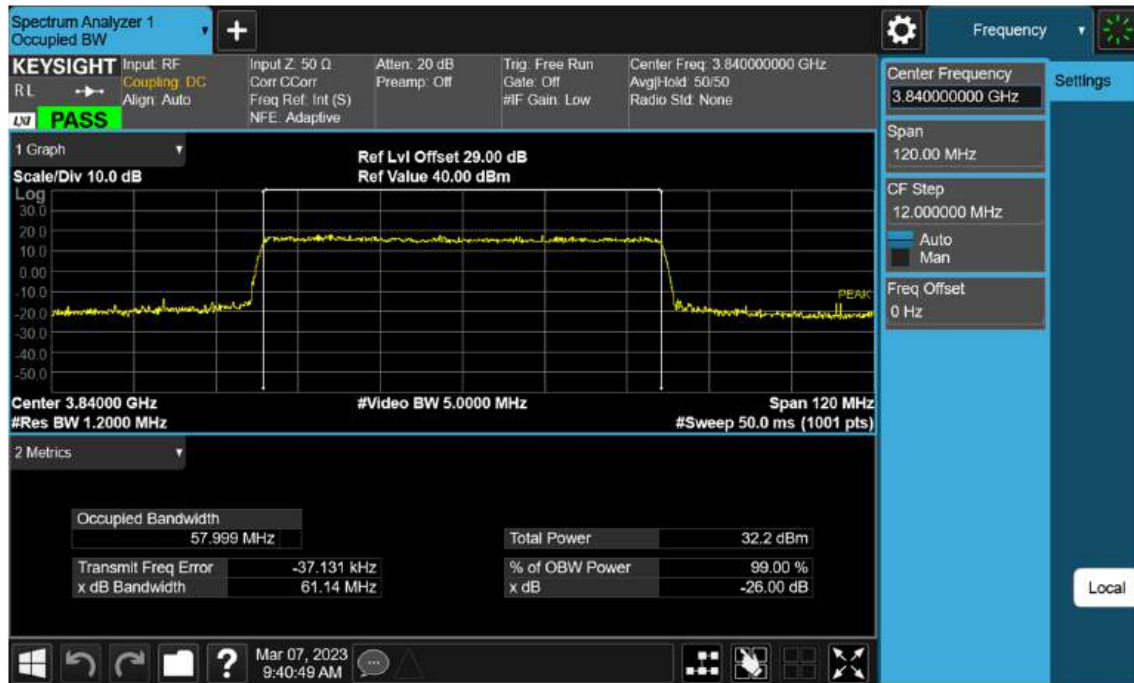 Spectrum Analyzer 1
Occupied BW
+
Frequency
KEYSIGHT
R L
LXI PASS
Input: RF
Coupling: DC
Align: Auto
Input Z: 50 Ω
Corr CCorr
Freq Ref: Int (S)
NFE: Adaptive
Atten: 20 dB
Preamp: Off
Trig: Free Run
Gate: Off
#IF Gain: Low
Center Freq: 3.840000000 GHz
Avg|Hold: 50/50
Radio Std: None
Center Frequency
3.840000000 GHz
Settings
Span
120.00 MHz
CF Step
12.000000 MHz
Auto
Man
Freq Offset
0 Hz
Local
1 Graph
Scale/Div 10.0 dB
Ref Lvl Offset 29.00 dB
Ref Value 40.00 dBm
Log
30.0
20.0
10.0
0.00
-10.0
-20.0
-30.0
-40.0
-50.0
PEAK
Center 3.84000 GHz
#Video BW 5.0000 MHz
Span 120 MHz
#Res BW 1.2000 MHz
#Sweep 50.0 ms (1001 pts)
2 Metrics
Occupied Bandwidth
57.999 MHz
Total Power 32.2 dBm
Transmit Freq Error -37.131 kHz
% of OBW Power 99.00 %
x dB Bandwidth 61.14 MHz
x dB -26.00 dB
?
Mar 07, 2023
9:40:49 AM